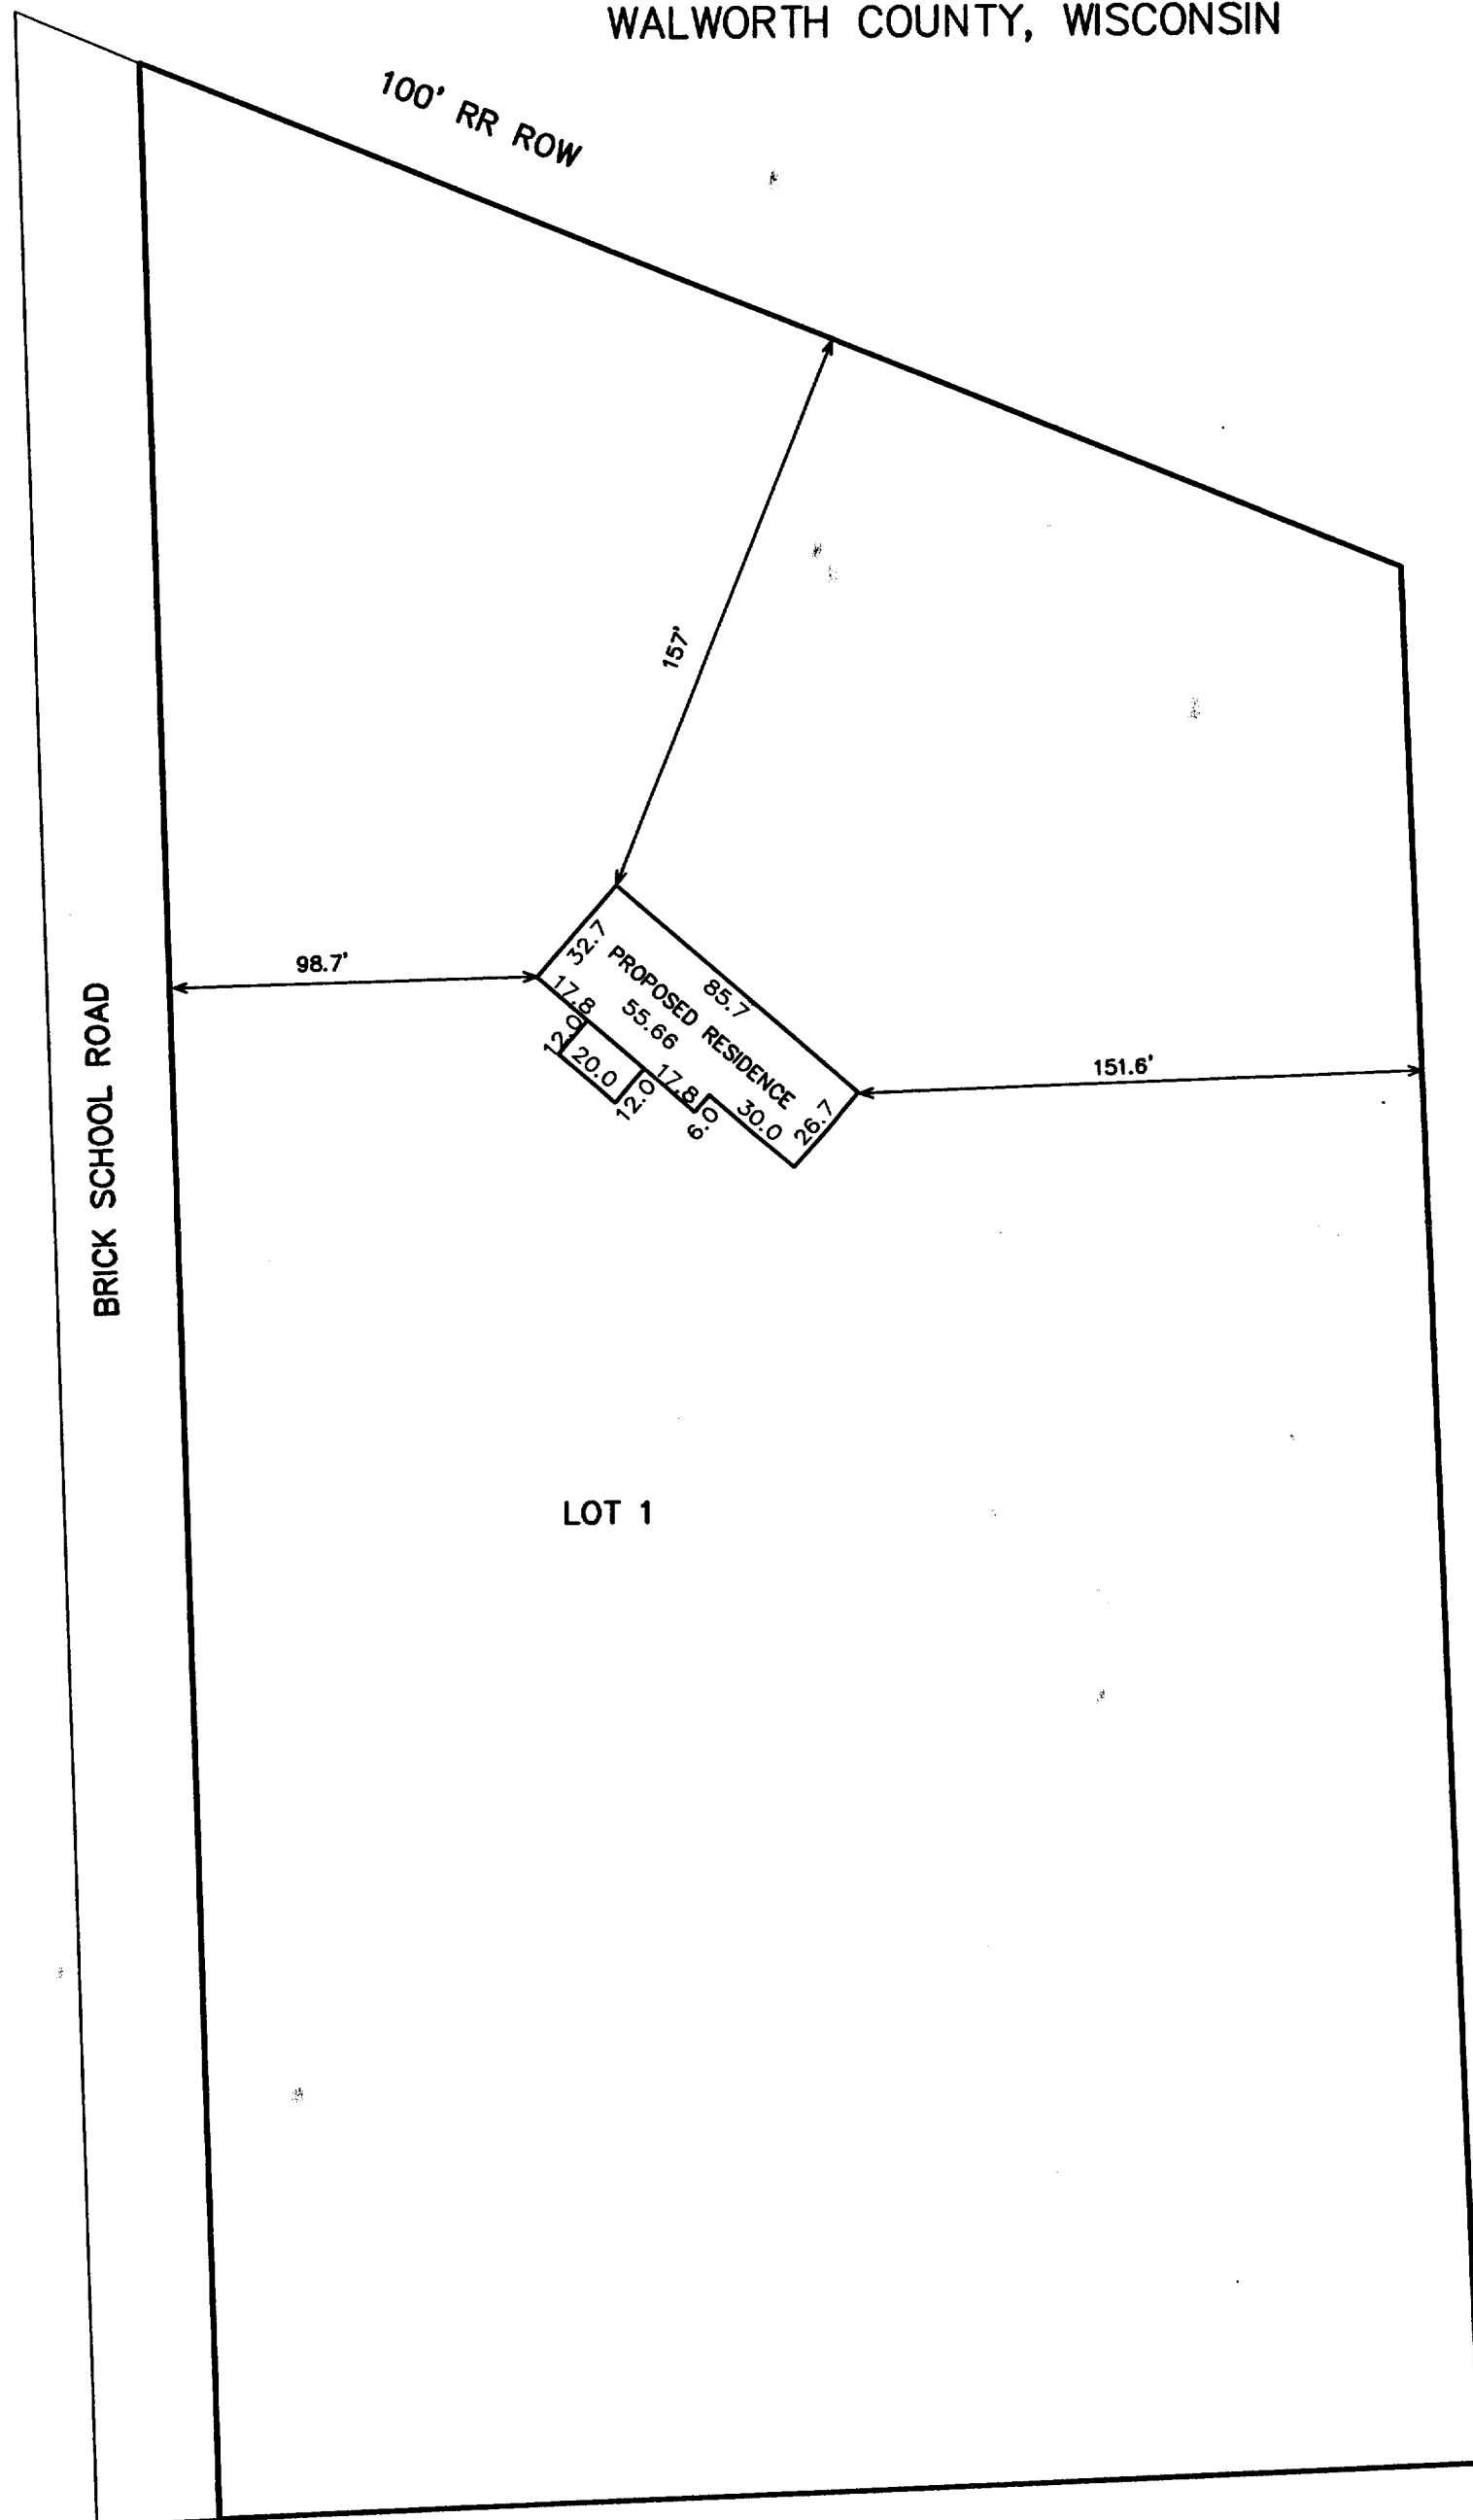 WALWORTH COUNTY, WISCONSIN
100' RR ROW
157'
98.7'
32.7
PROPOSED RESIDENCE
85.7
17.8
55.66
12.0
20.0
12.0
17.8
6.0
30.0
26.7
151.6'
BRICK SCHOOL ROAD
LOT 1